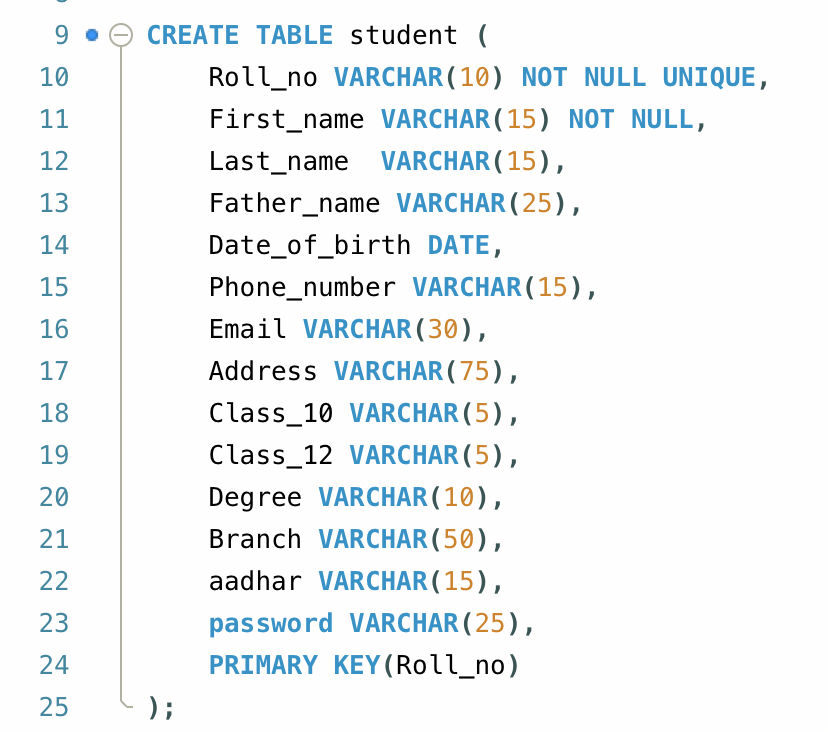 9 CREATE TABLE student (
10 Roll_no VARCHAR(10) NOT NULL UNIQUE,
11 First_name VARCHAR(15) NOT NULL,
12 Last_name  VARCHAR(15),
13 Father_name VARCHAR(25),
14 Date_of_birth DATE,
15 Phone_number VARCHAR(15),
16 Email VARCHAR(30),
17 Address VARCHAR(75),
18 Class_10 VARCHAR(5),
19 Class_12 VARCHAR(5),
20 Degree VARCHAR(10),
21 Branch VARCHAR(50),
22 aadhar VARCHAR(15),
23 password VARCHAR(25),
24 PRIMARY KEY(Roll_no)
25 );